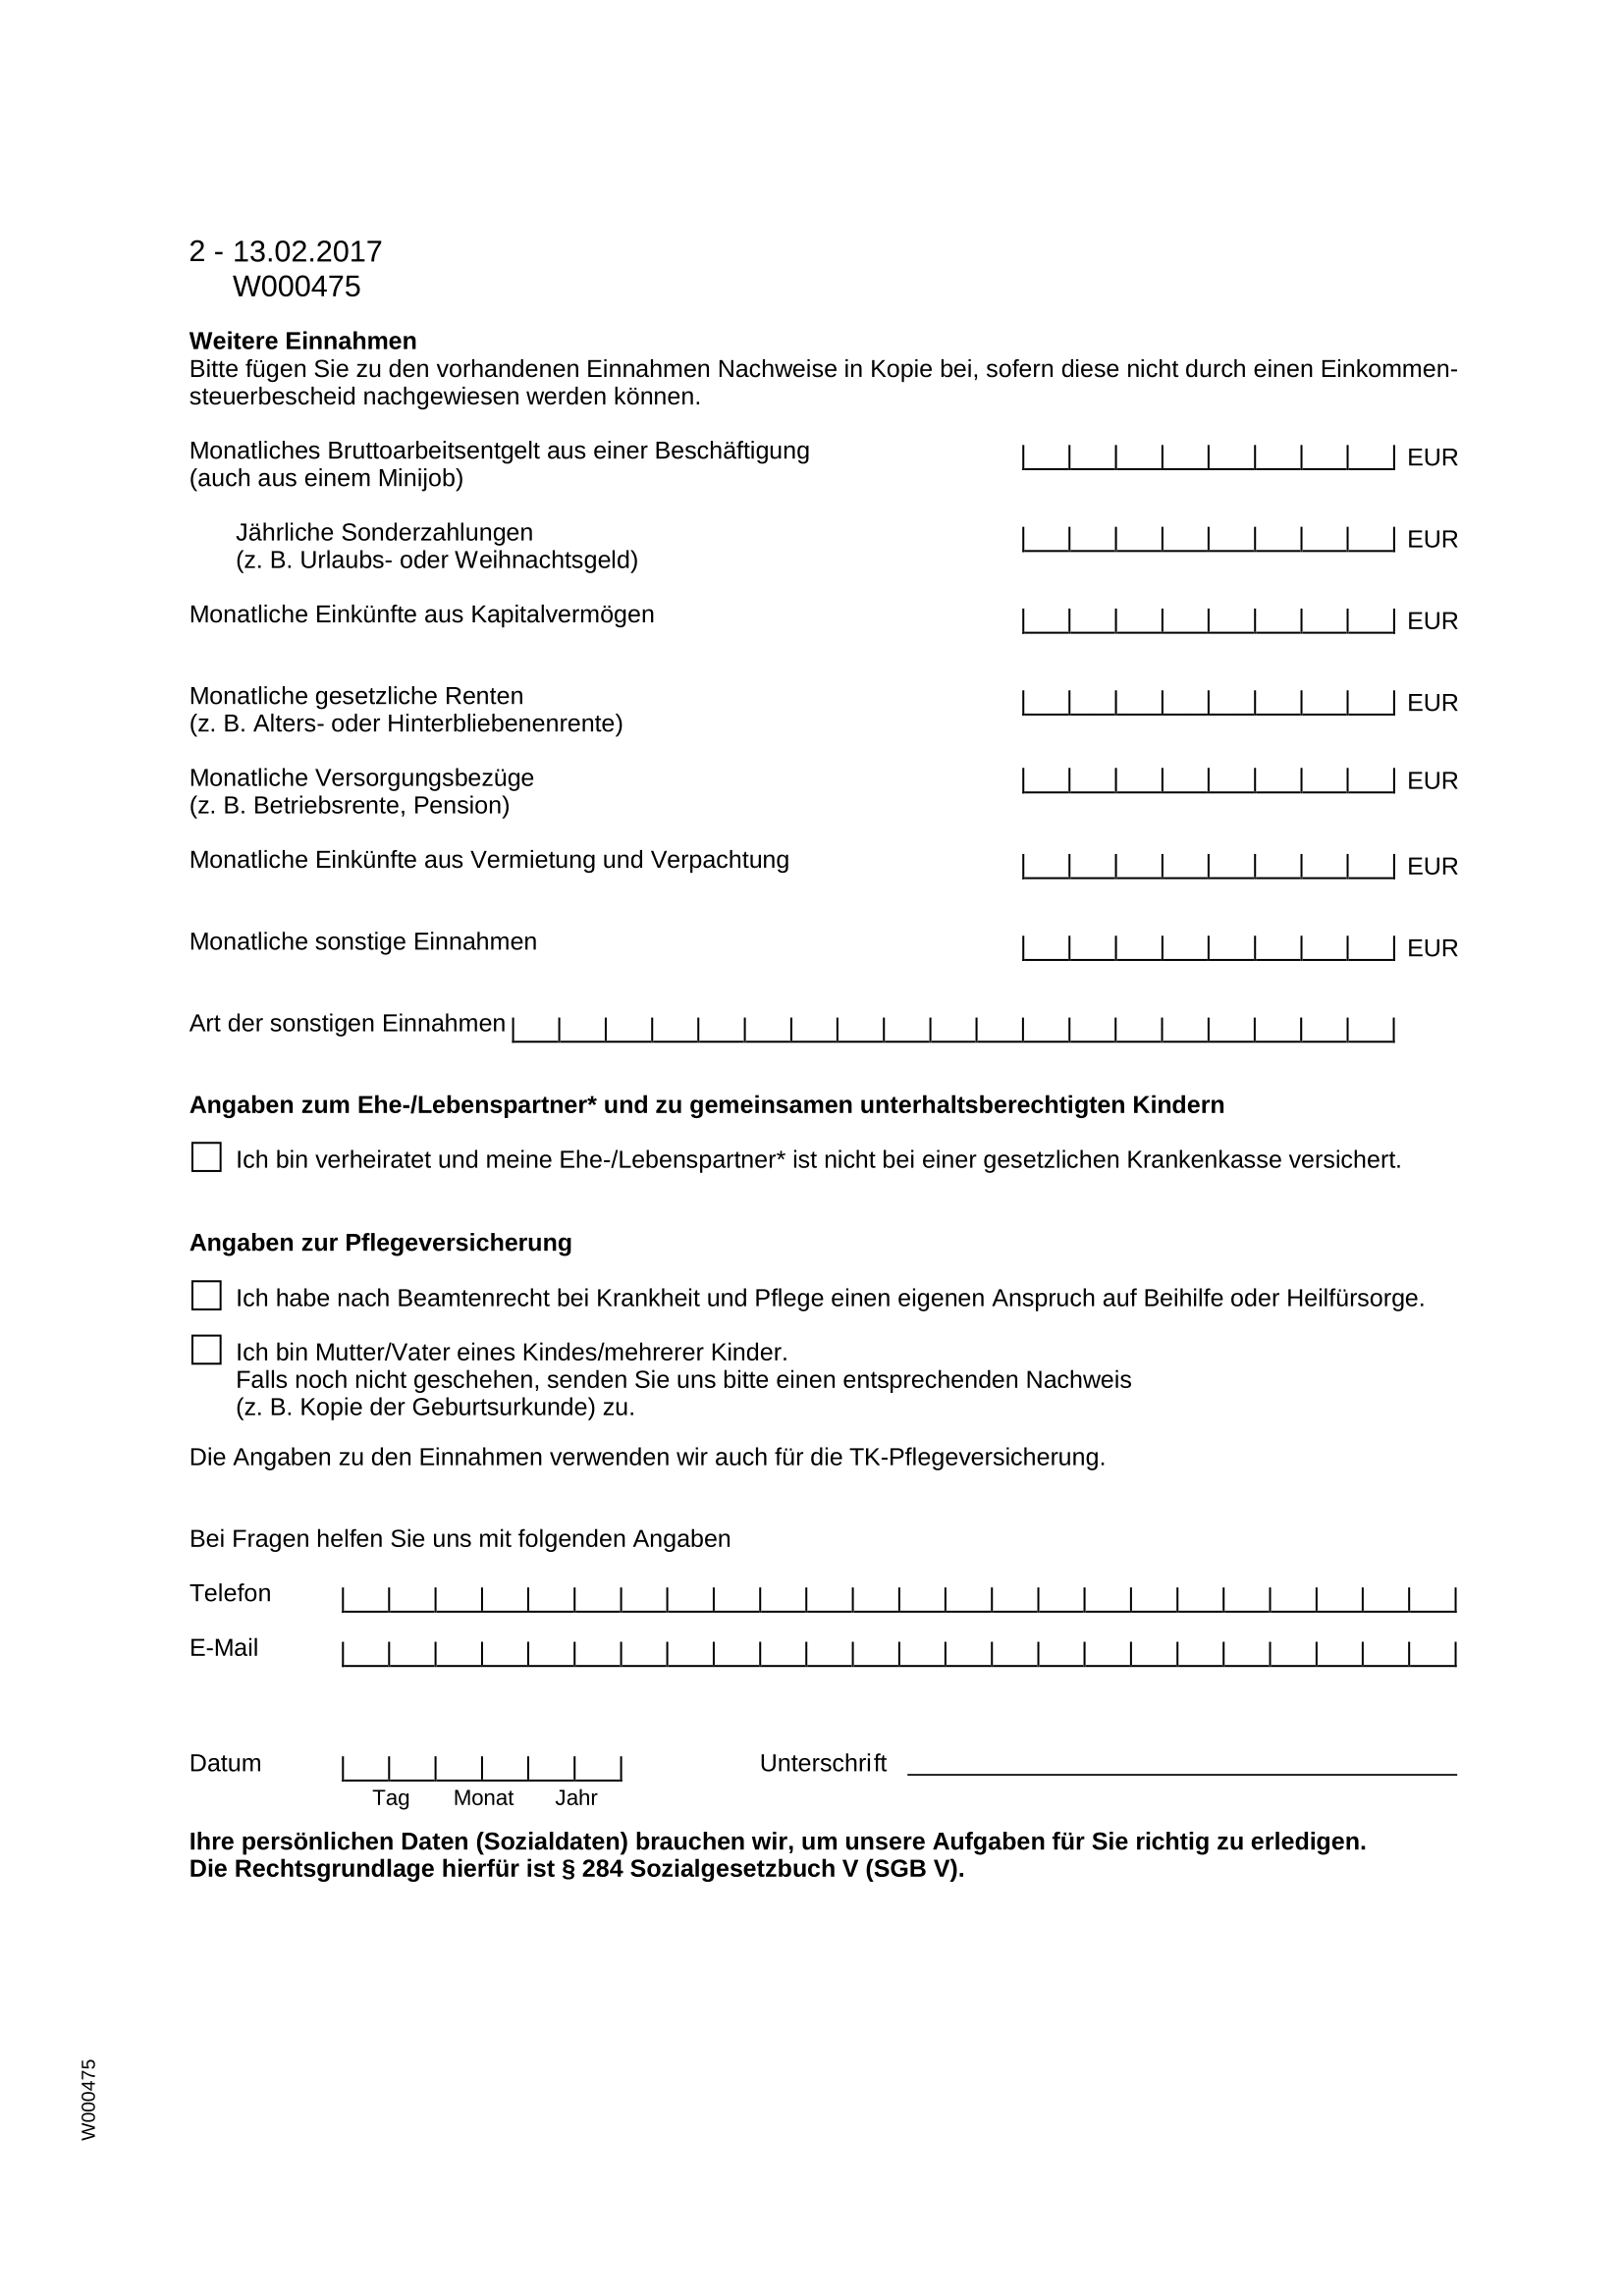 2 - 13.02.2017
W000475
Weitere Einnahmen
Bitte fügen Sie zu den vorhandenen Einnahmen Nachweise in Kopie bei, sofern diese nicht durch einen Einkommen-
steuerbescheid nachgewiesen werden können.
Monatliches Bruttoarbeitsentgelt aus einer Beschäftigung EUR
(auch aus einem Minijob)
Jährliche Sonderzahlungen EUR
(z. B. Urlaubs- oder Weihnachtsgeld)
Monatliche Einkünfte aus Kapitalvermögen EUR
Monatliche gesetzliche Renten EUR
(z. B. Alters- oder Hinterbliebenenrente)
Monatliche Versorgungsbezüge EUR
(z. B. Betriebsrente, Pension)
Monatliche Einkünfte aus Vermietung und Verpachtung EUR
Monatliche sonstige Einnahmen EUR
Art der sonstigen Einnahmen
Angaben zum Ehe-/Lebenspartner* und zu gemeinsamen unterhaltsberechtigten Kindern
Ich bin verheiratet und meine Ehe-/Lebenspartner* ist nicht bei einer gesetzlichen Krankenkasse versichert.
Angaben zur Pflegeversicherung
Ich habe nach Beamtenrecht bei Krankheit und Pflege einen eigenen Anspruch auf Beihilfe oder Heilfürsorge.
Ich bin Mutter/Vater eines Kindes/mehrerer Kinder.
Falls noch nicht geschehen, senden Sie uns bitte einen entsprechenden Nachweis
(z. B. Kopie der Geburtsurkunde) zu.
Die Angaben zu den Einnahmen verwenden wir auch für die TK-Pflegeversicherung.
Bei Fragen helfen Sie uns mit folgenden Angaben
Telefon
E-Mail
Datum Unterschrift
Tag Monat Jahr
Ihre persönlichen Daten (Sozialdaten) brauchen wir, um unsere Aufgaben für Sie richtig zu erledigen.
Die Rechtsgrundlage hierfür ist § 284 Sozialgesetzbuch V (SGB V).
W000475